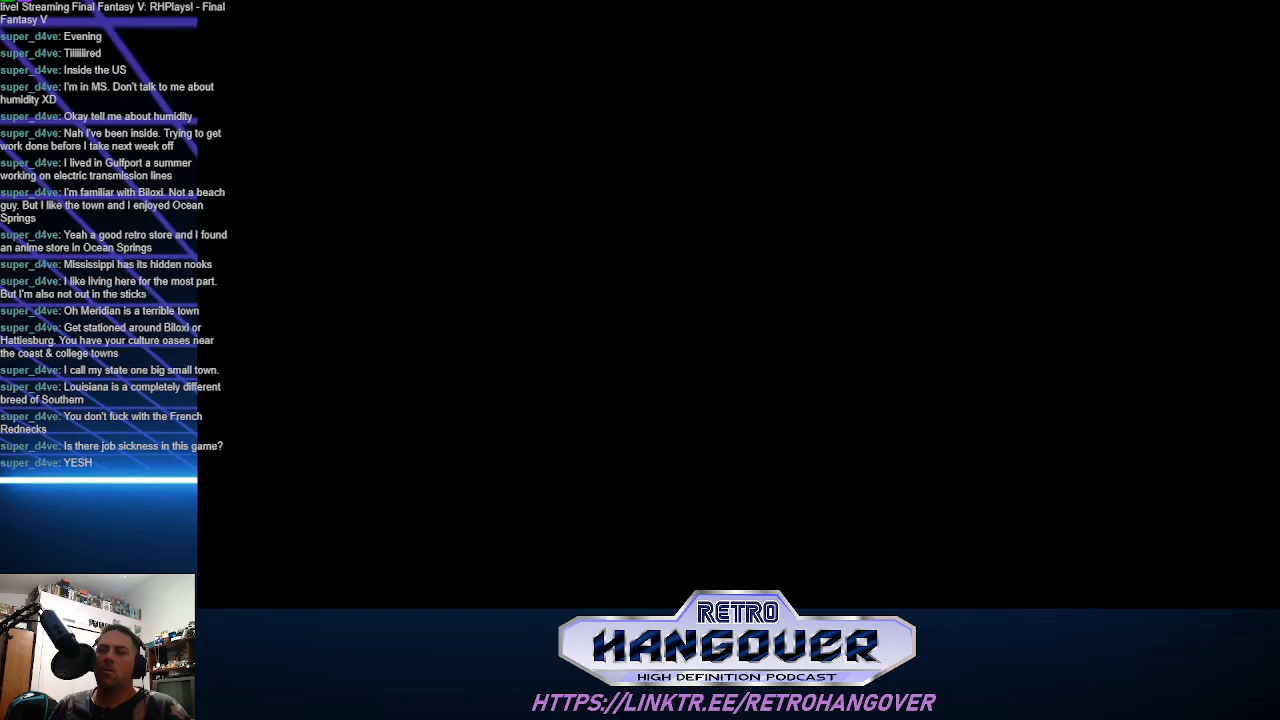 live! Streaming Final Fantasy V: RHPlays! - Final
Fantasy V
super_d4ve: Evening
super_d4ve: Tiiiiiiired
super_d4ve: Inside the US
super_d4ve: I'm in MS. Don't talk to me about
humidity XD
super_d4ve: Okay tell me about humidity
super_d4ve: Nah I've been inside. Trying to get
work done before I take next week off
super_d4ve: I lived in Gulfport a summer
working on electric transmission lines
super_d4ve: I'm familiar with Biloxi. Not a beach
guy. But I like the town and I enjoyed Ocean
Springs
super_d4ve: Yeah a good retro store and I found
an anime store in Ocean Springs
super_d4ve: Mississippi has its hidden nooks
super_d4ve: I like living here for the most part.
But I'm also not out in the sticks
super_d4ve: Oh Meridian is a terrible town
super_d4ve: Get stationed around Biloxi or
Hattiesburg. You have your culture oases near
the coast & college towns
super_d4ve: I call my state one big small town.
super_d4ve: Louisiana is a completely different
breed of Southern
super_d4ve: You don't fuck with the French
Rednecks
super_d4ve: Is there job sickness in this game?
super_d4ve: YESH
RETRO
HANGOVER
HIGH DEFINITION PODCAST
HTTPS://LINKTR.EE/RETROHANGOVER